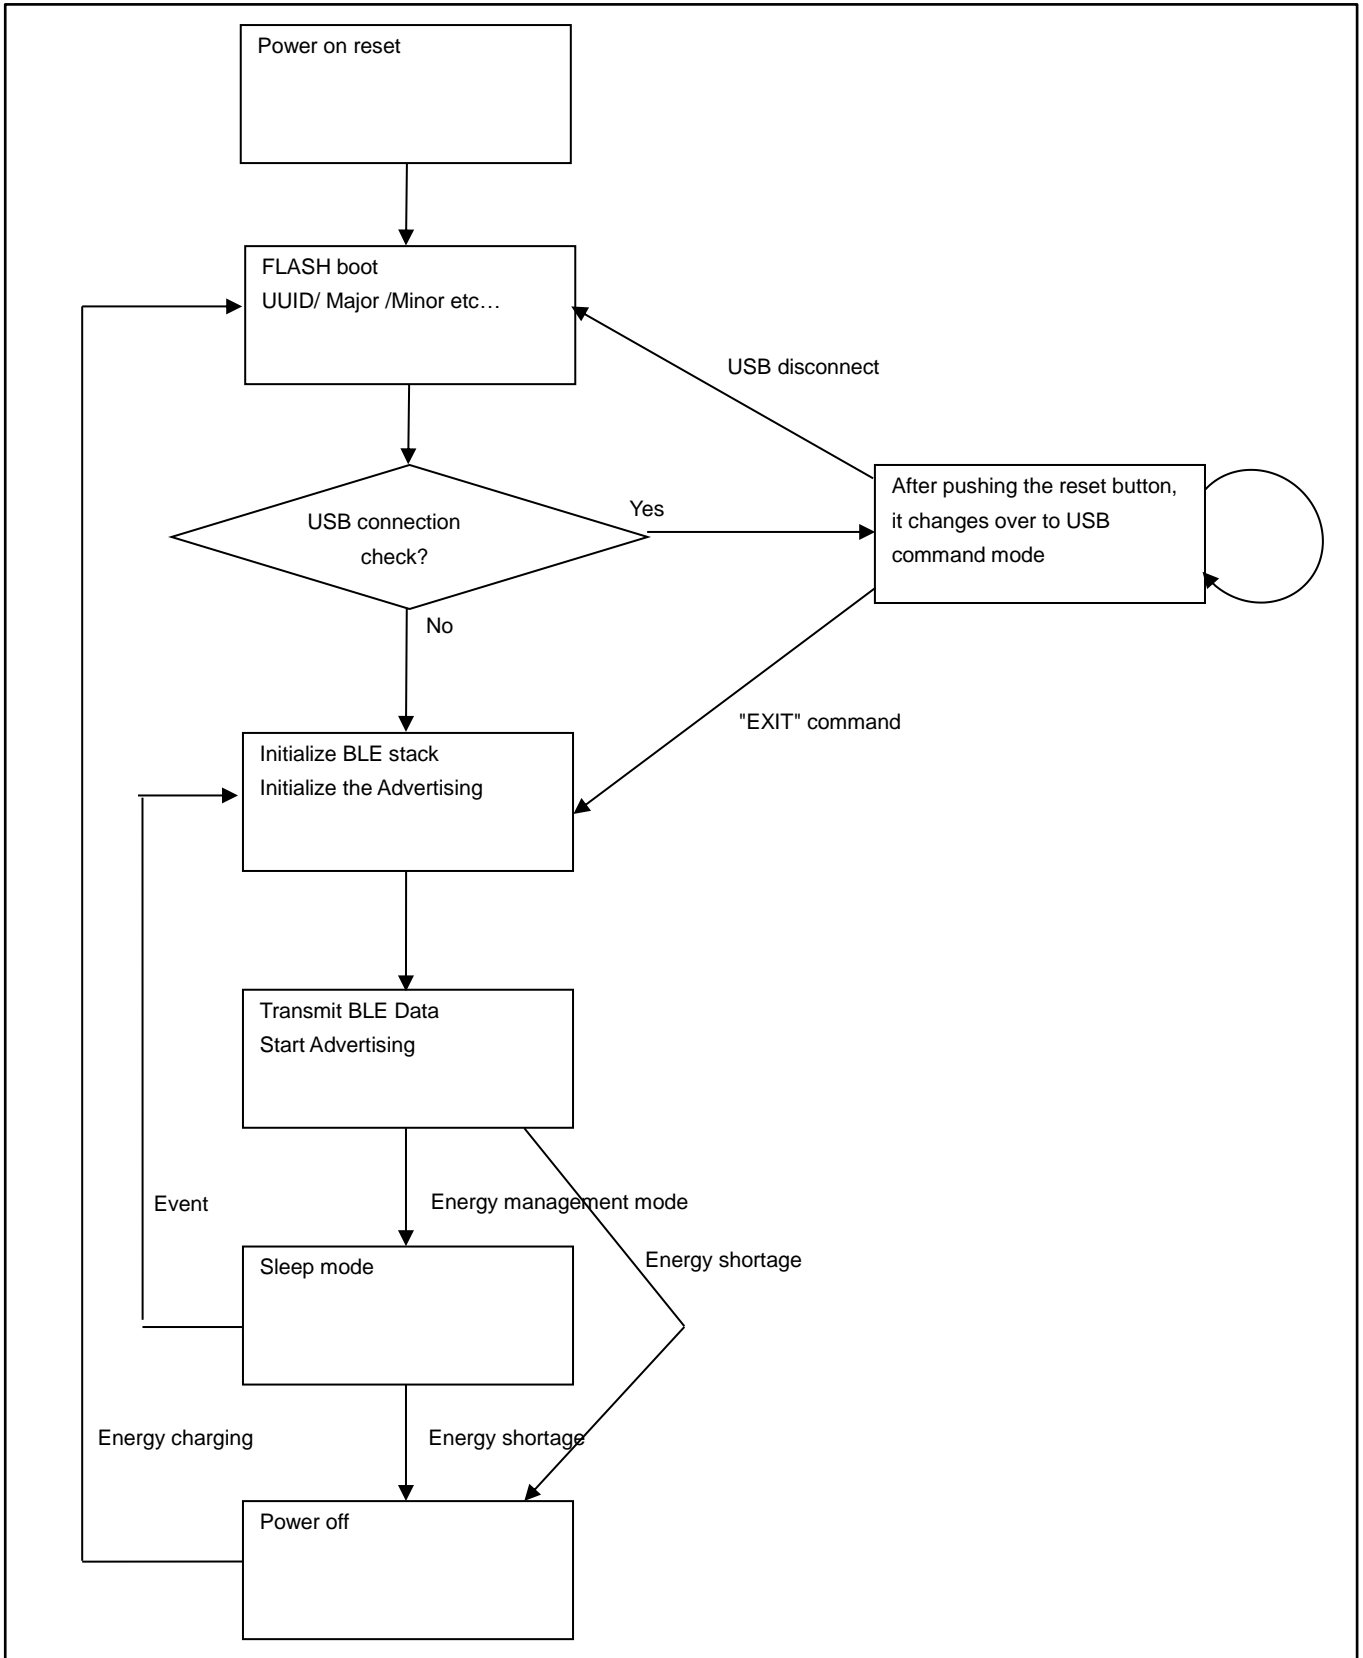 Power on reset
FLASH boot
UUID/ Major /Minor etc…
USB disconnect
USB connection
check?
Yes
After pushing the reset button,
it changes over to USB
command mode
No
"EXIT" command
Initialize BLE stack
Initialize the Advertising
Transmit BLE Data
Start Advertising
Event
Energy management mode
Energy shortage
Sleep mode
Energy charging
Energy shortage
Power off